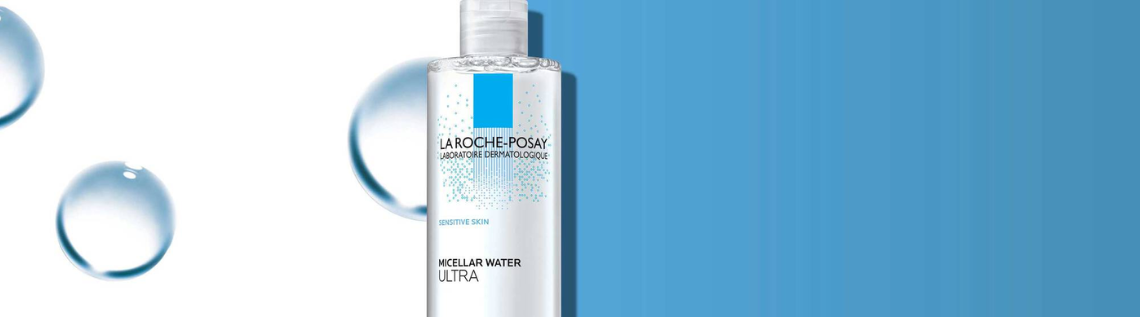 LA ROCHE-POSAY
LABORATOIRE DERMATOLOGIQUE
SENSITIVE SKIN
MICELLAR WATER
ULTRA